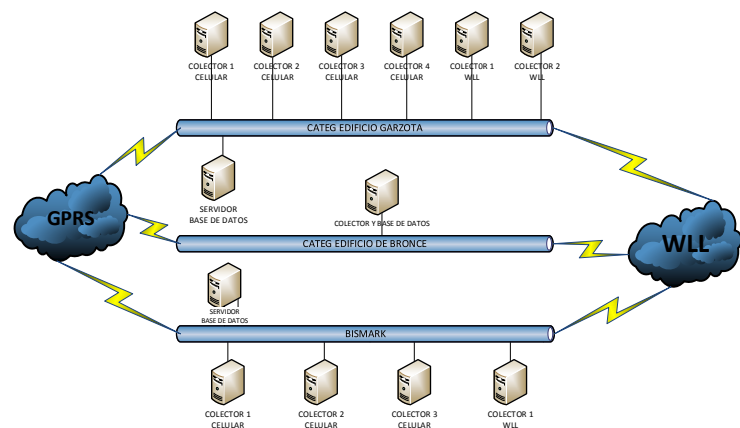 COLECTOR 1
CELULAR
COLECTOR 2
CELULAR
COLECTOR 3
CELULAR
COLECTOR 4
CELULAR
COLECT0R 1
WLL
COLECTOR 2
WLL
CATEG EDIFICIO GARZOTA
SERVIDOR
BASE DE DATOS
COLECTOR Y BASE DE DATOS
GPRS
CATEG EDIFICIO DE BRONCE
WLL
SERVIDOR
BASE DE DATOS
BISMARK
COLECTOR 1
CELULAR
COLECTOR 2
CELULAR
COLECTOR 3
CELULAR
COLECTOR 1
WLL